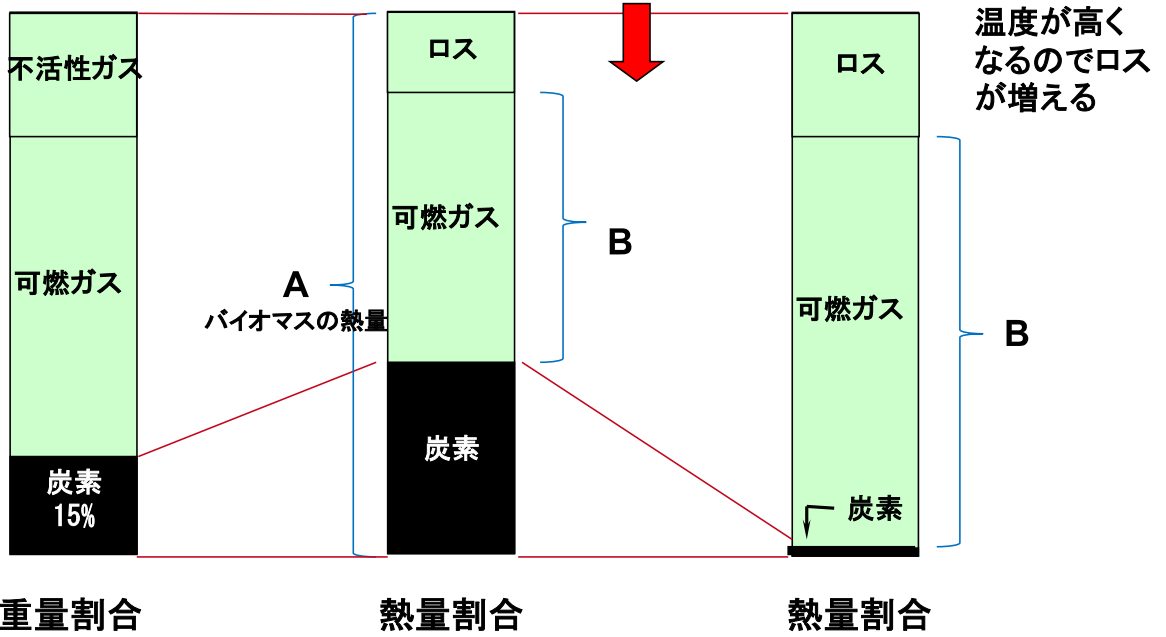 不活性ガス
可燃ガス
炭素
15%
重量割合
A
バイオマスの熱量
ロス
可燃ガス
炭素
B
熱量割合
ロス
可燃ガス
炭素
B
熱量割合
温度が高く
なるのでロス
が増える